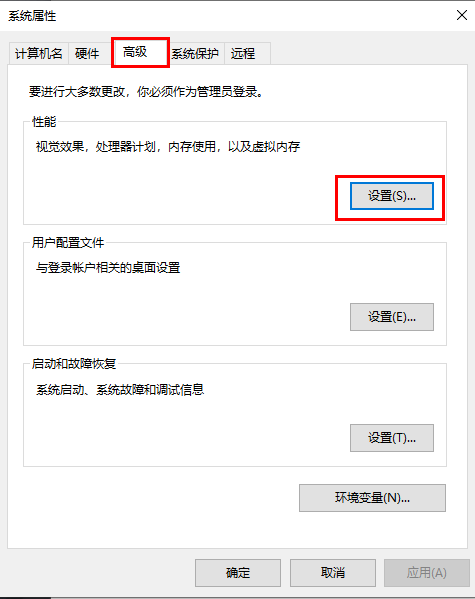 系统属性
计算机名 硬件 高级 系统保护 远程
要进行大多数更改，你必须作为管理员登录。
性能
视觉效果，处理器计划，内存使用，以及虚拟内存
设置(S)...
用户配置文件
与登录帐户相关的桌面设置
设置(E)...
启动和故障恢复
系统启动、系统故障和调试信息
设置(T)...
环境变量(N)...
确定 取消 应用(A)